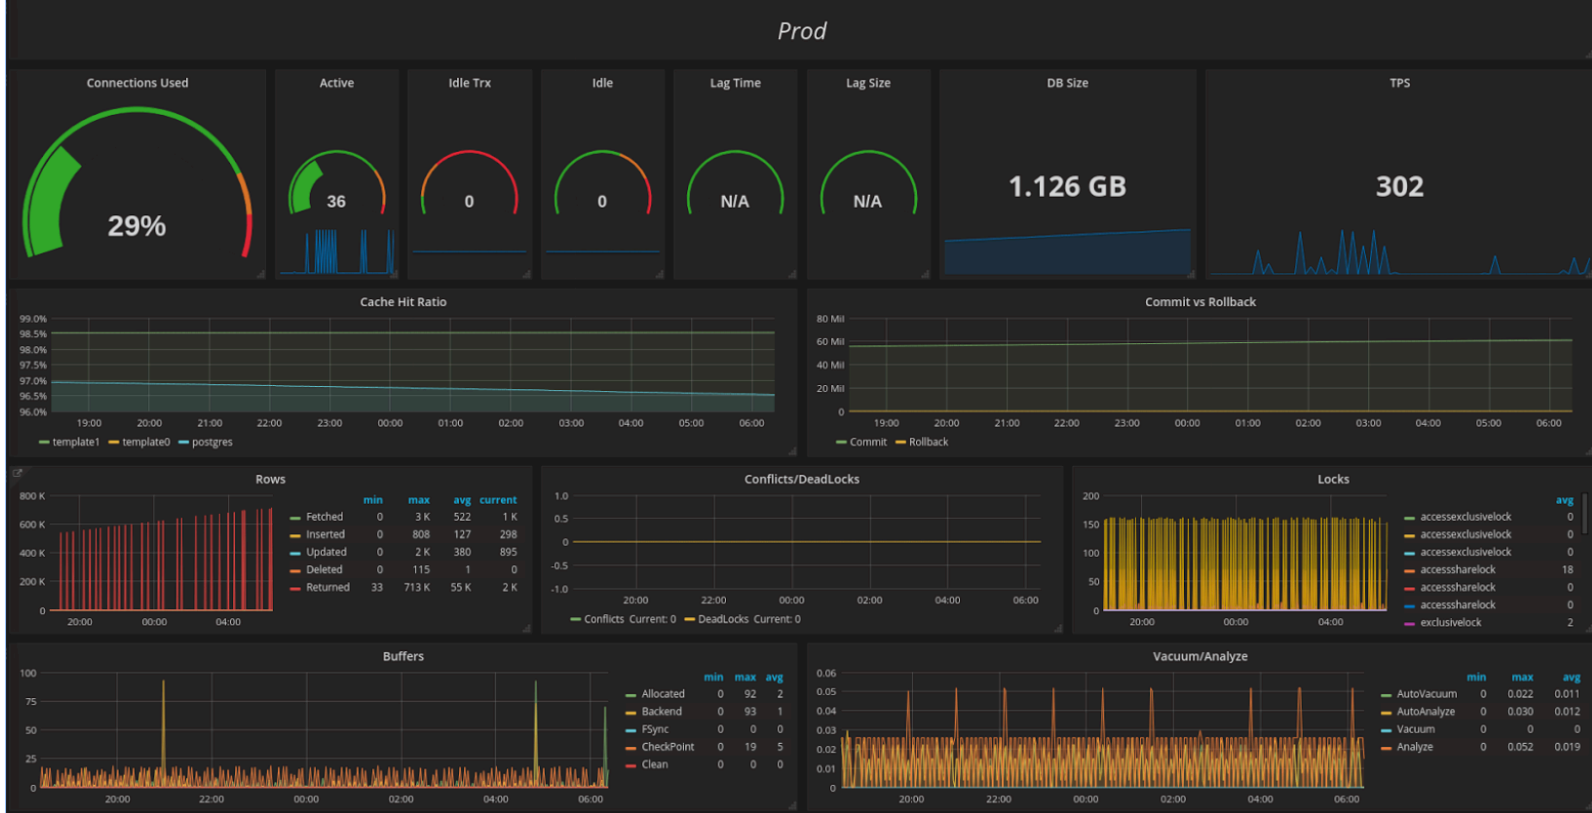 Prod
Connections Used
29%
Active
36
Idle Trx
0
Idle
0
Lag Time
N/A
Lag Size
N/A
DB Size
1.126 GB
TPS
302
Cache Hit Ratio
99.0%
98.5%
98.0%
97.5%
97.0%
96.5%
96.0%
19:00 20:00 21:00 22:00 23:00 00:00 01:00 02:00 03:00 04:00 05:00 06:00
template1 template0 postgres
Commit vs Rollback
80 Mil
60 Mil
40 Mil
20 Mil
0
19:00 20:00 21:00 22:00 23:00 00:00 01:00 02:00 03:00 04:00 05:00 06:00
Commit Rollback
Rows
800 K
600 K
400 K
200 K
0
20:00 00:00 04:00
min max avg current
Fetched 0 3 K 522 1 K
Inserted 0 808 127 298
Updated 0 2 K 380 895
Deleted 0 115 1 0
Returned 33 713 K 55 K 2 K
Conflicts/DeadLocks
1.0
0.5
0
-0.5
-1.0
20:00 22:00 00:00 02:00 04:00 06:00
Conflicts Current: 0 DeadLocks Current: 0
Locks
200
150
100
50
0
20:00 00:00 04:00
avg
accessexclusivelock 0
accessexclusivelock 0
accessexclusivelock 0
accesssharelock 18
accesssharelock 0
accesssharelock 0
exclusivelock 2
Buffers
100
75
50
25
0
20:00 22:00 00:00 02:00 04:00 06:00
min max avg
Allocated 0 92 2
Backend 0 93 1
FSync 0 0 0
CheckPoint 0 19 5
Clean 0 0 0
Vacuum/Analyze
0.06
0.05
0.04
0.03
0.02
0.01
0
20:00 22:00 00:00 02:00 04:00 06:00
min max avg
AutoVacuum 0 0.022 0.011
AutoAnalyze 0 0.030 0.012
Vacuum 0 0 0
Analyze 0 0.052 0.019